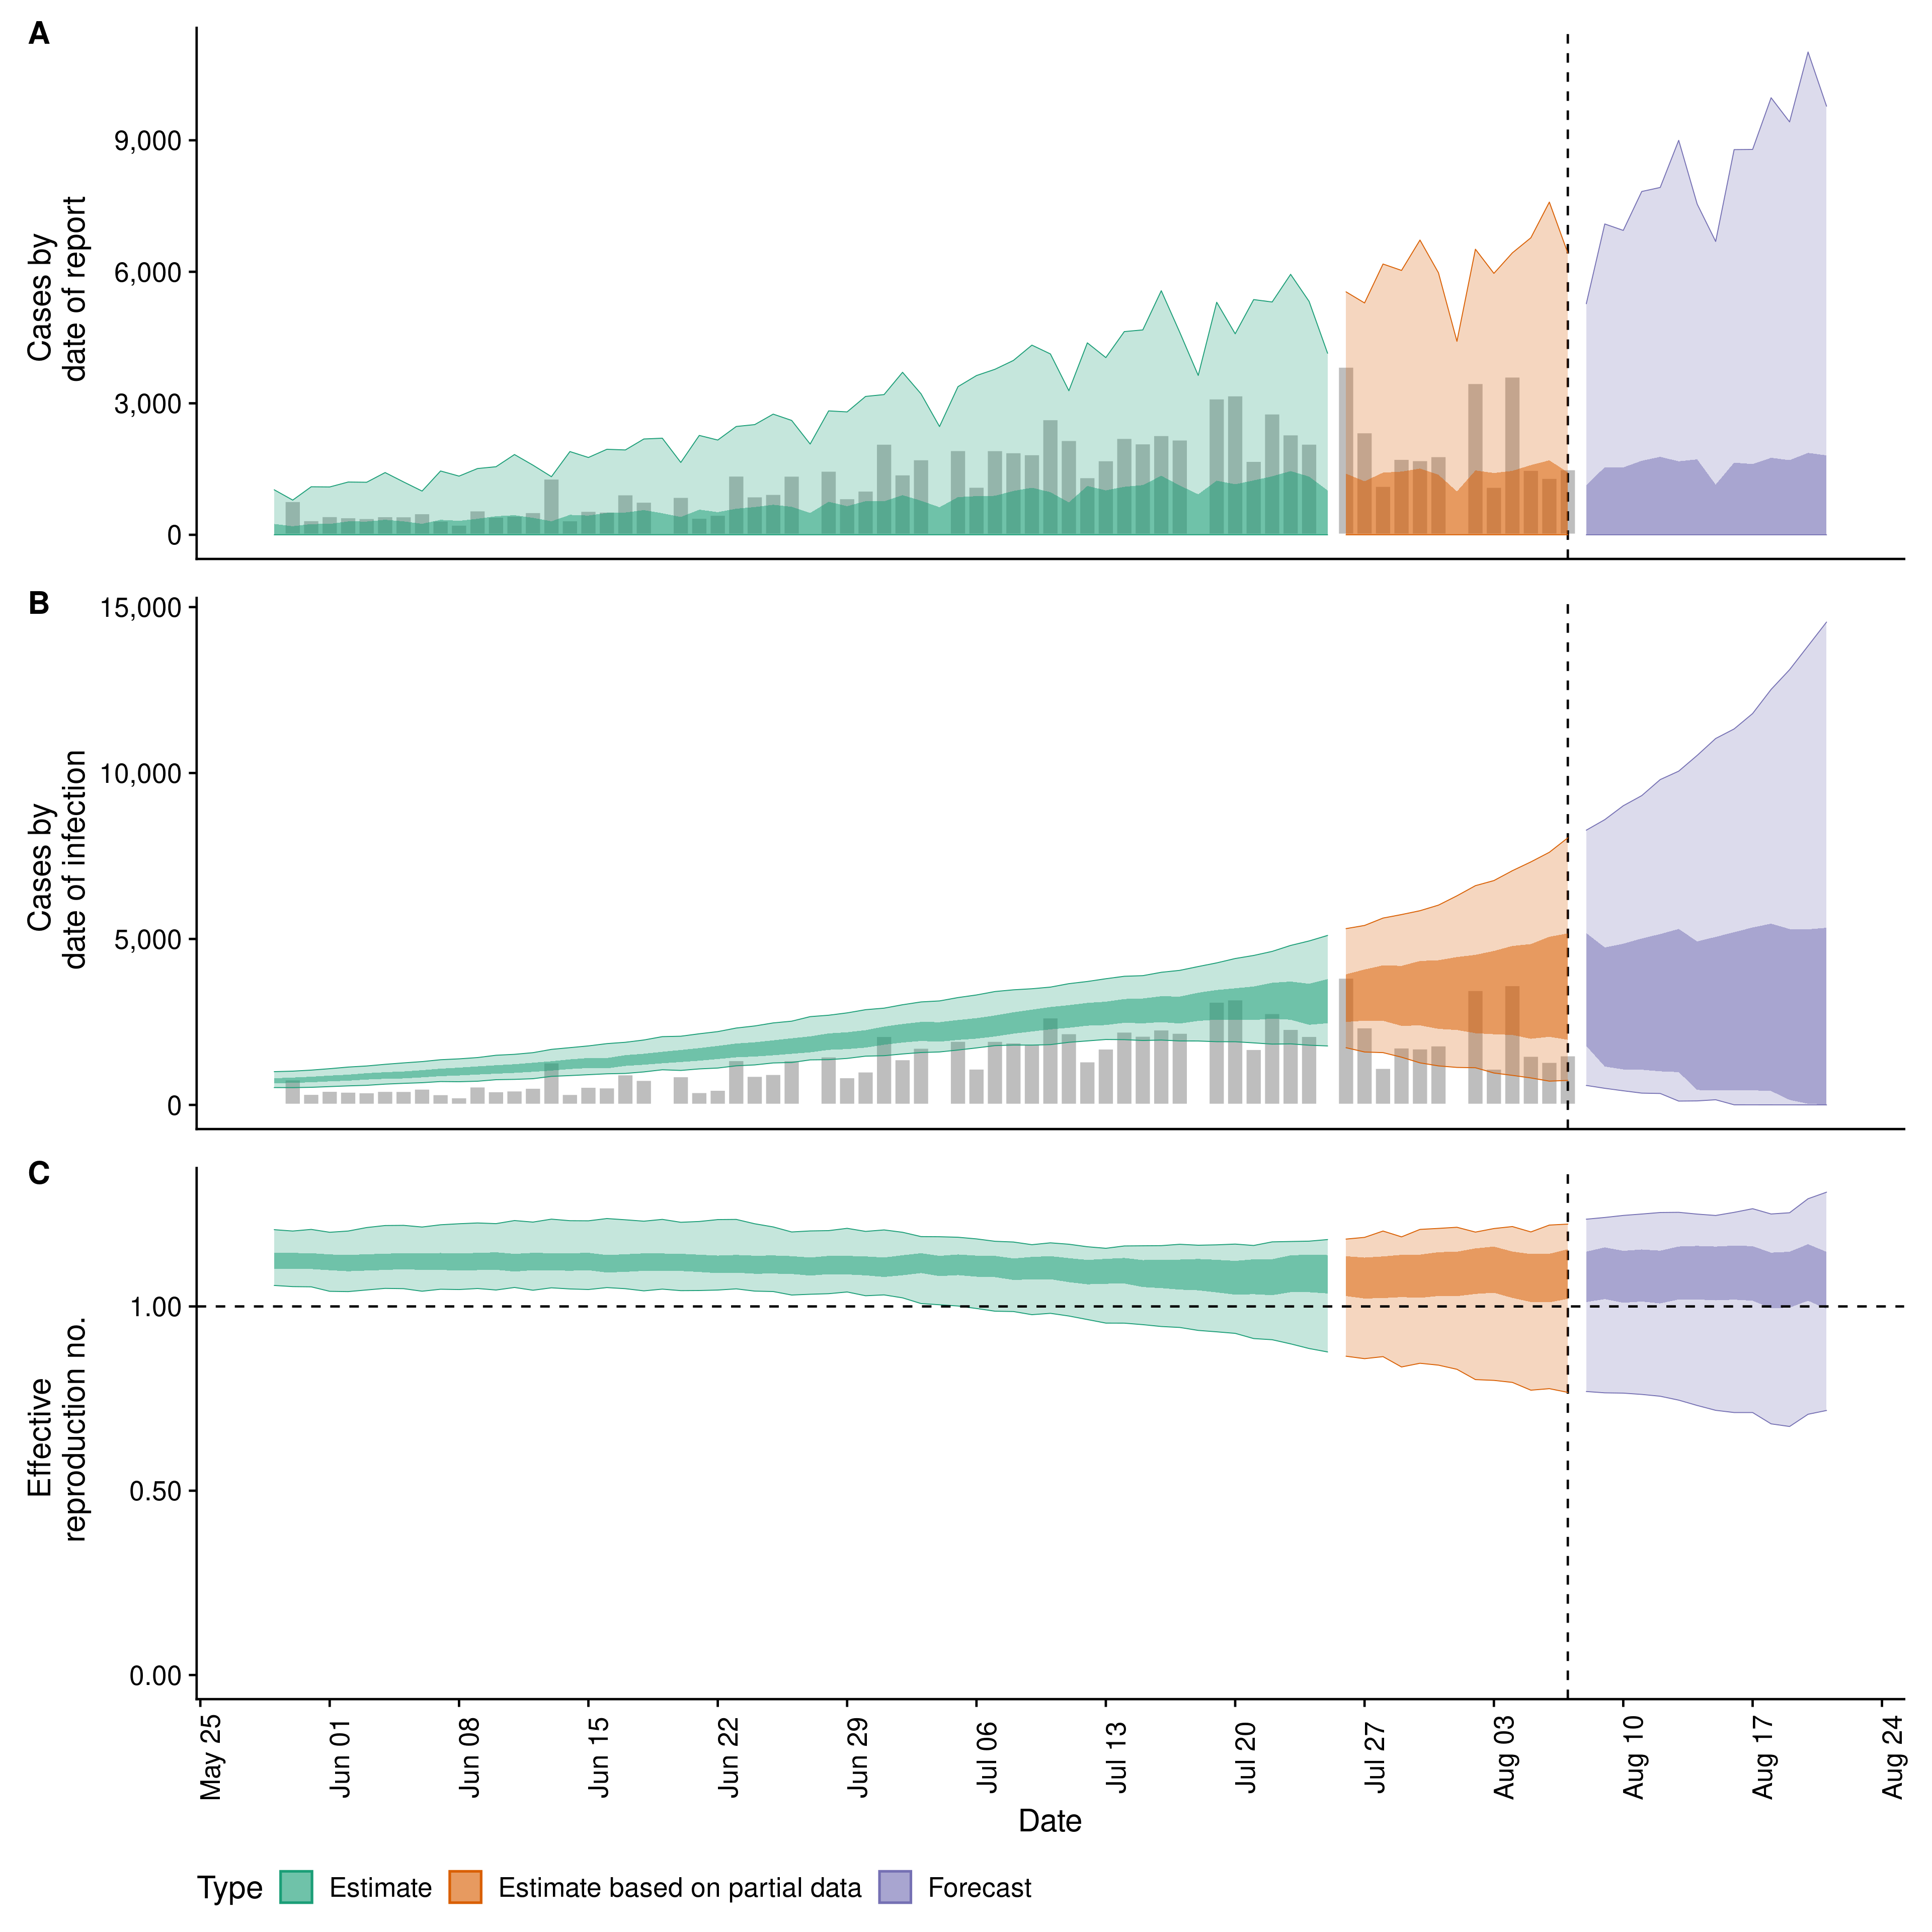 A
Cases by
date of report
9,000
6,000
3,000
0
B
Cases by
date of infection
15,000
10,000
5,000
0
C
Effective
reproduction no.
1.00
0.50
0.00
May 25
Jun 01
Jun 08
Jun 15
Jun 22
Jun 29
Jul 06
Jul 13
Jul 20
Jul 27
Aug 03
Aug 10
Aug 17
Aug 24
Date
Type Estimate Estimate based on partial data Forecast